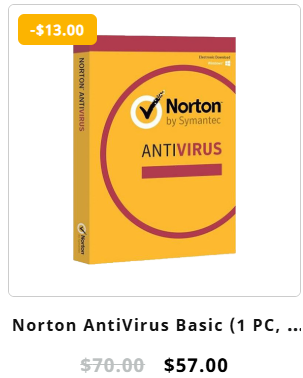 -$13.00
NORTON ANTIVIRUS
Norton
by Symantec
ANTIVIRUS
Norton
Norton AntiVirus Basic (1 PC, ...
$70.00 $57.00